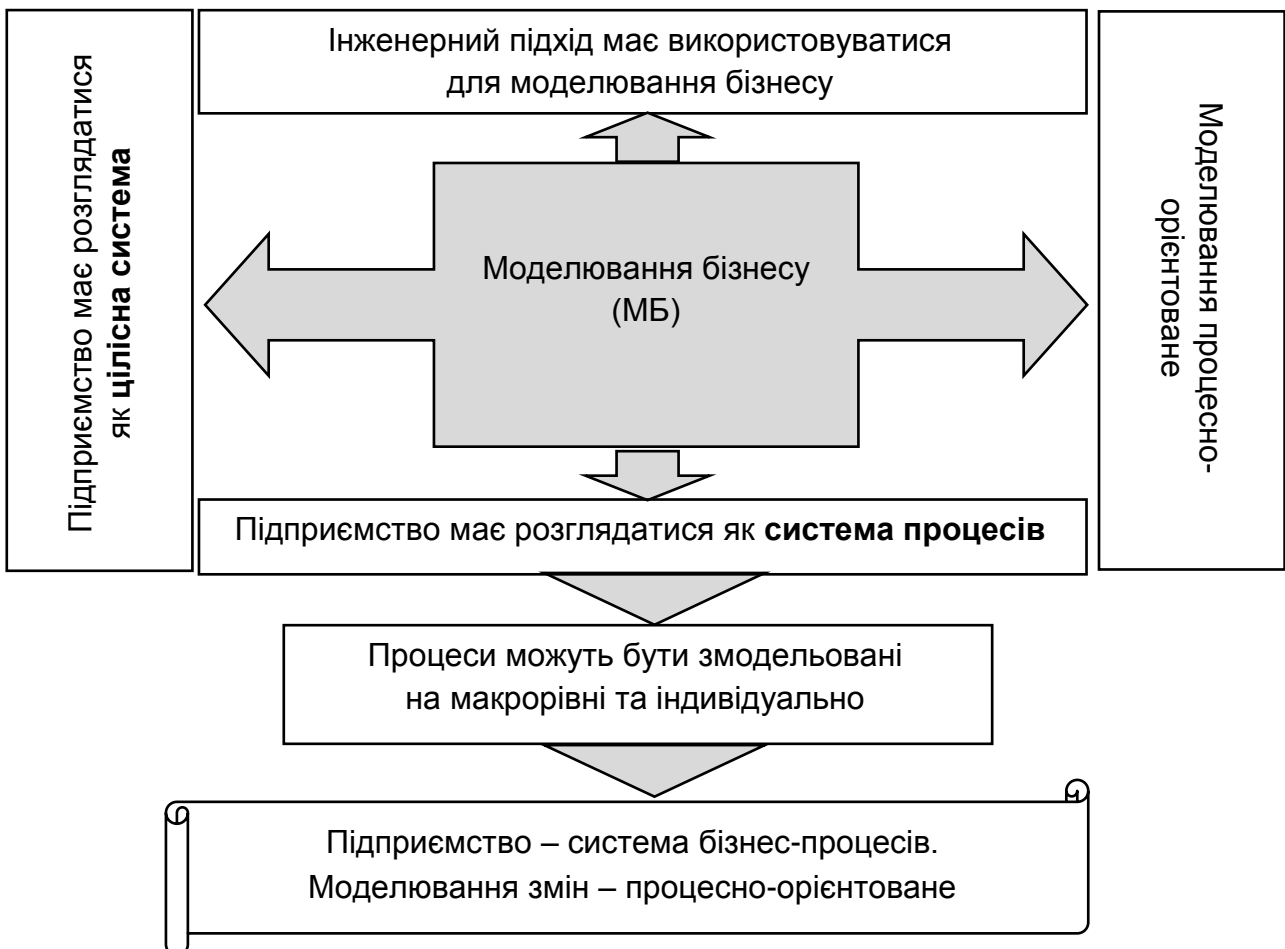 Підприємство має розглядатися
як цілісна система
Інженерний підхід має використовуватися
для моделювання бізнесу
Моделювання бізнесу
(МБ)
Моделювання процесно-
орієнтоване
Підприємство має розглядатися як система процесів
Процеси можуть бути змодельовані
на макрорівні та індивідуально
Підприємство – система бізнес-процесів.
Моделювання змін – процесно-орієнтоване